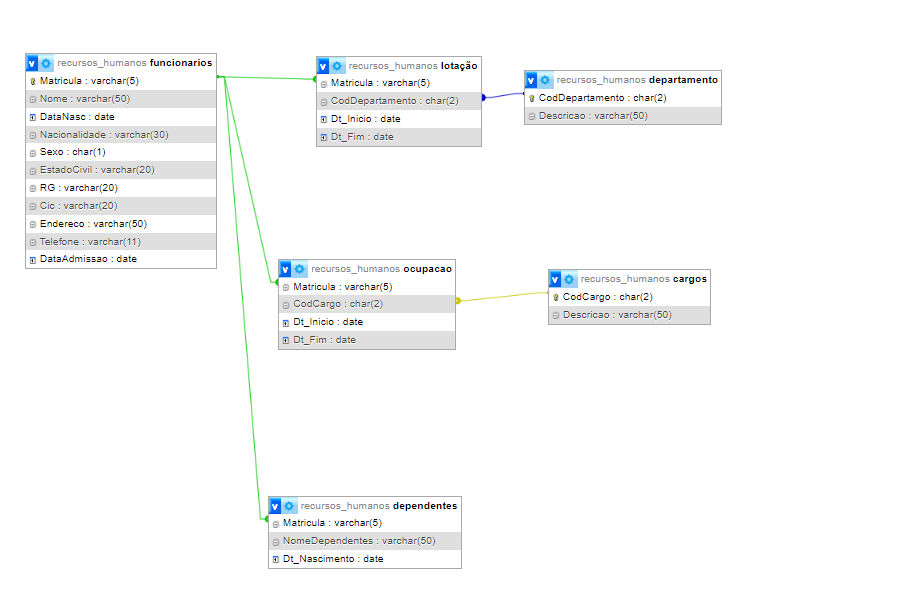 recursos_humanos funcionarios
Matricula : varchar(5)
Nome : varchar(50)
DataNasc : date
Nacionalidade : varchar(30)
Sexo : char(1)
EstadoCivil : varchar(20)
RG : varchar(20)
Cic : varchar(20)
Endereco : varchar(50)
Telefone : varchar(11)
DataAdmissao : date
recursos_humanos lotação
Matricula : varchar(5)
CodDepartamento : char(2)
Dt_Inicio : date
Dt_Fim : date
recursos_humanos departamento
CodDepartamento : char(2)
Descricao : varchar(50)
recursos_humanos ocupacao
Matricula : varchar(5)
CodCargo : char(2)
Dt_Inicio : date
Dt_Fim : date
recursos_humanos cargos
CodCargo : char(2)
Descricao : varchar(50)
recursos_humanos dependentes
Matricula : varchar(5)
NomeDependentes : varchar(50)
Dt_Nascimento : date